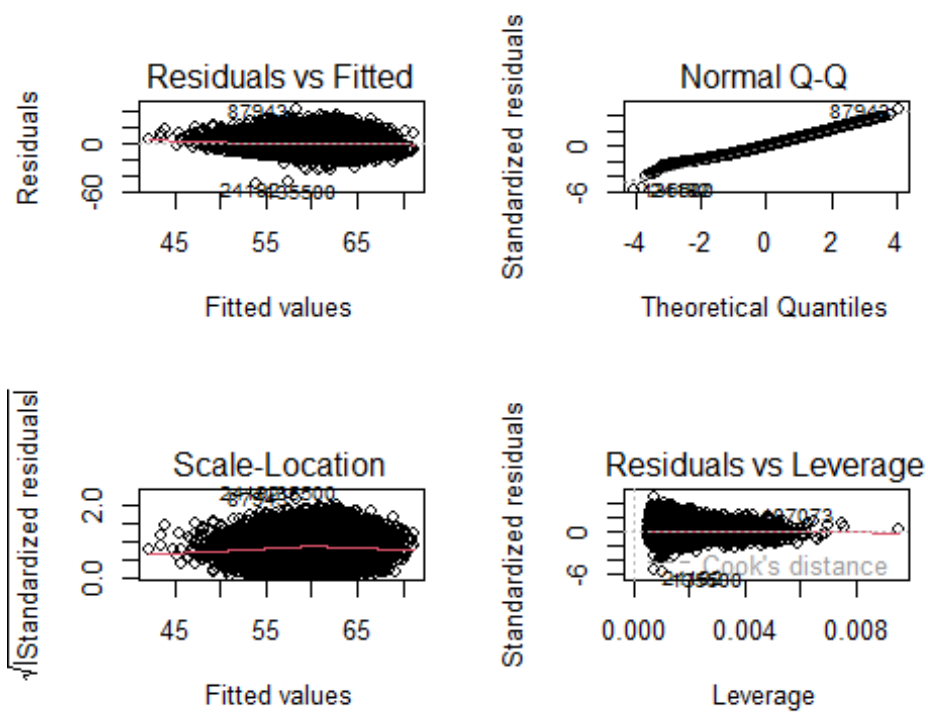 Residuals vs Fitted
Residuals
0
-60
87943
45 55 65
Fitted values
Normal Q-Q
Standardized residuals
0
-6
-4 -2 0 2 4
Theoretical Quantiles
Scale-Location
√|Standardized residuals|
2.0
0.0
45 55 65
Fitted values
Residuals vs Leverage
Standardized residuals
0
-6
Cook's distance
0.000 0.004 0.008
Leverage